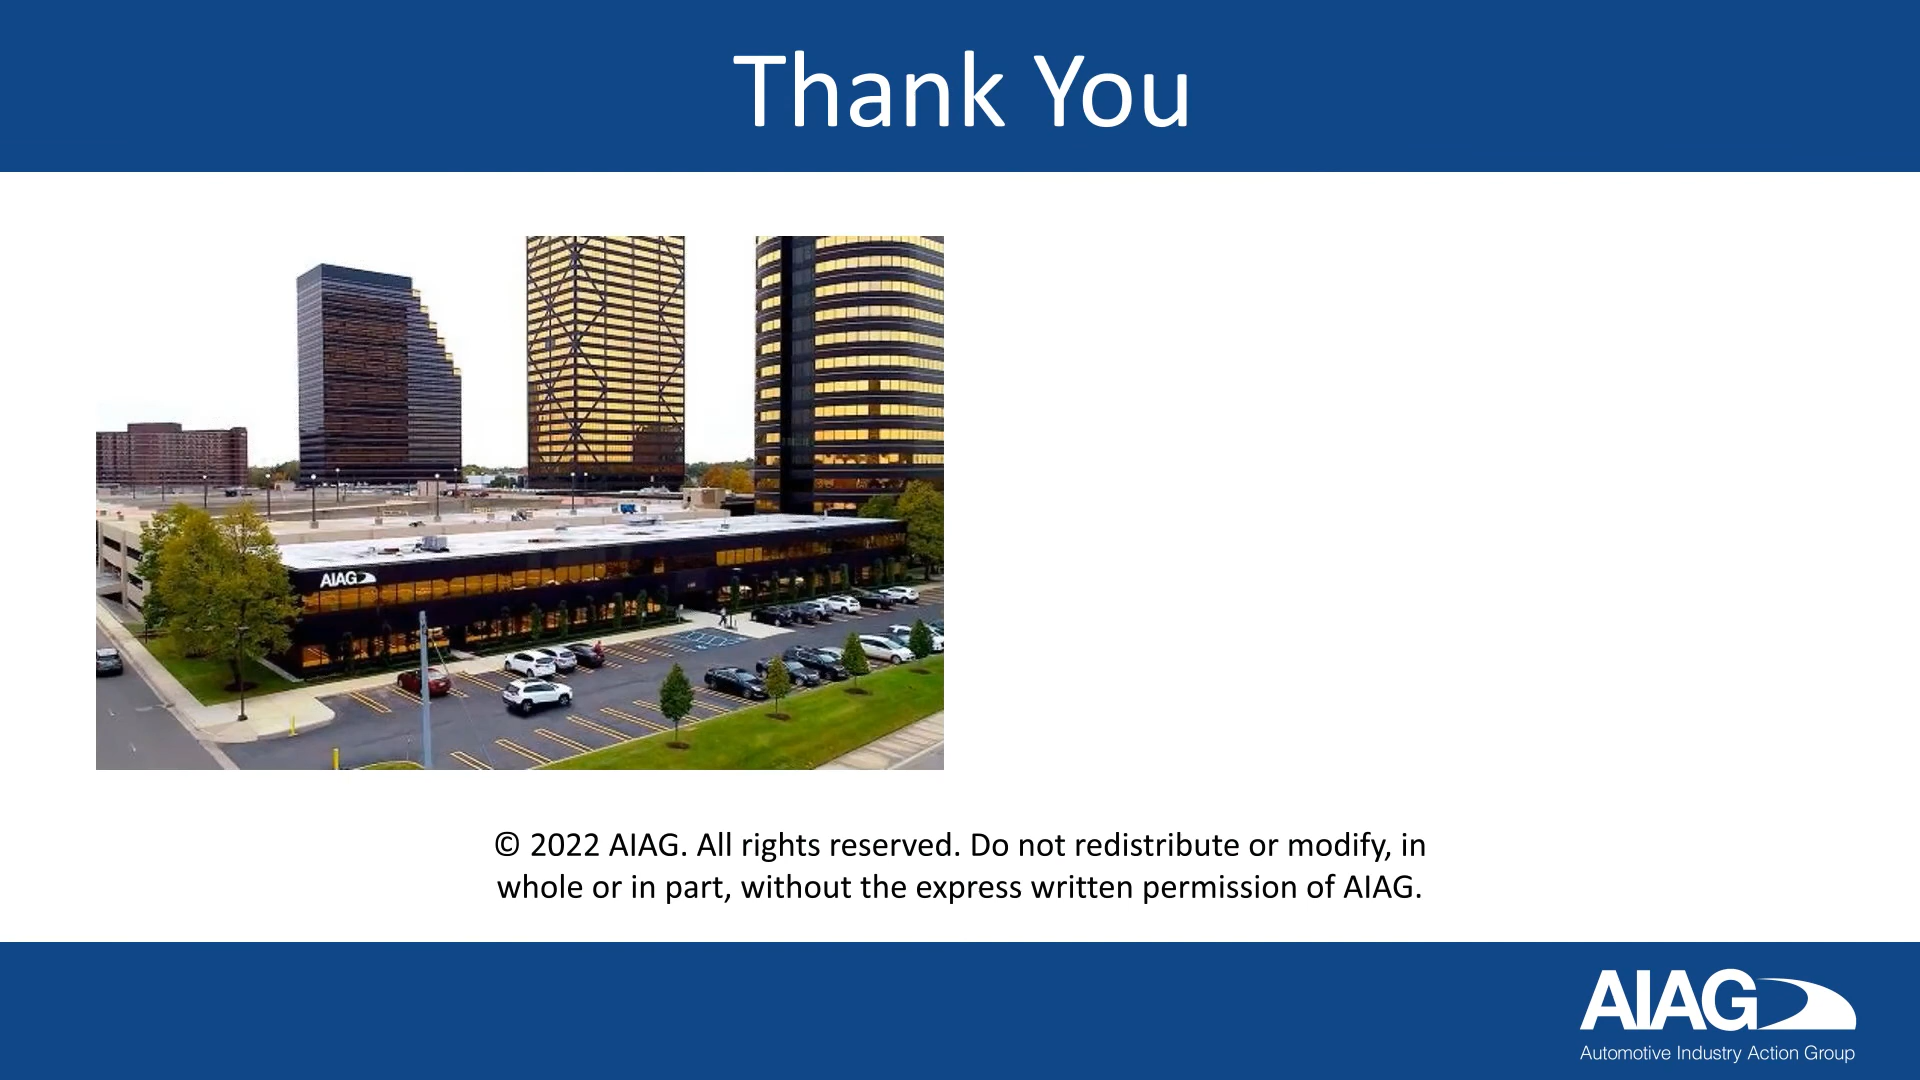 Thank You
AIAG
© 2022 AIAG. All rights reserved. Do not redistribute or modify, in
whole or in part, without the express written permission of AIAG.
AIAG
Automotive Industry Action Group